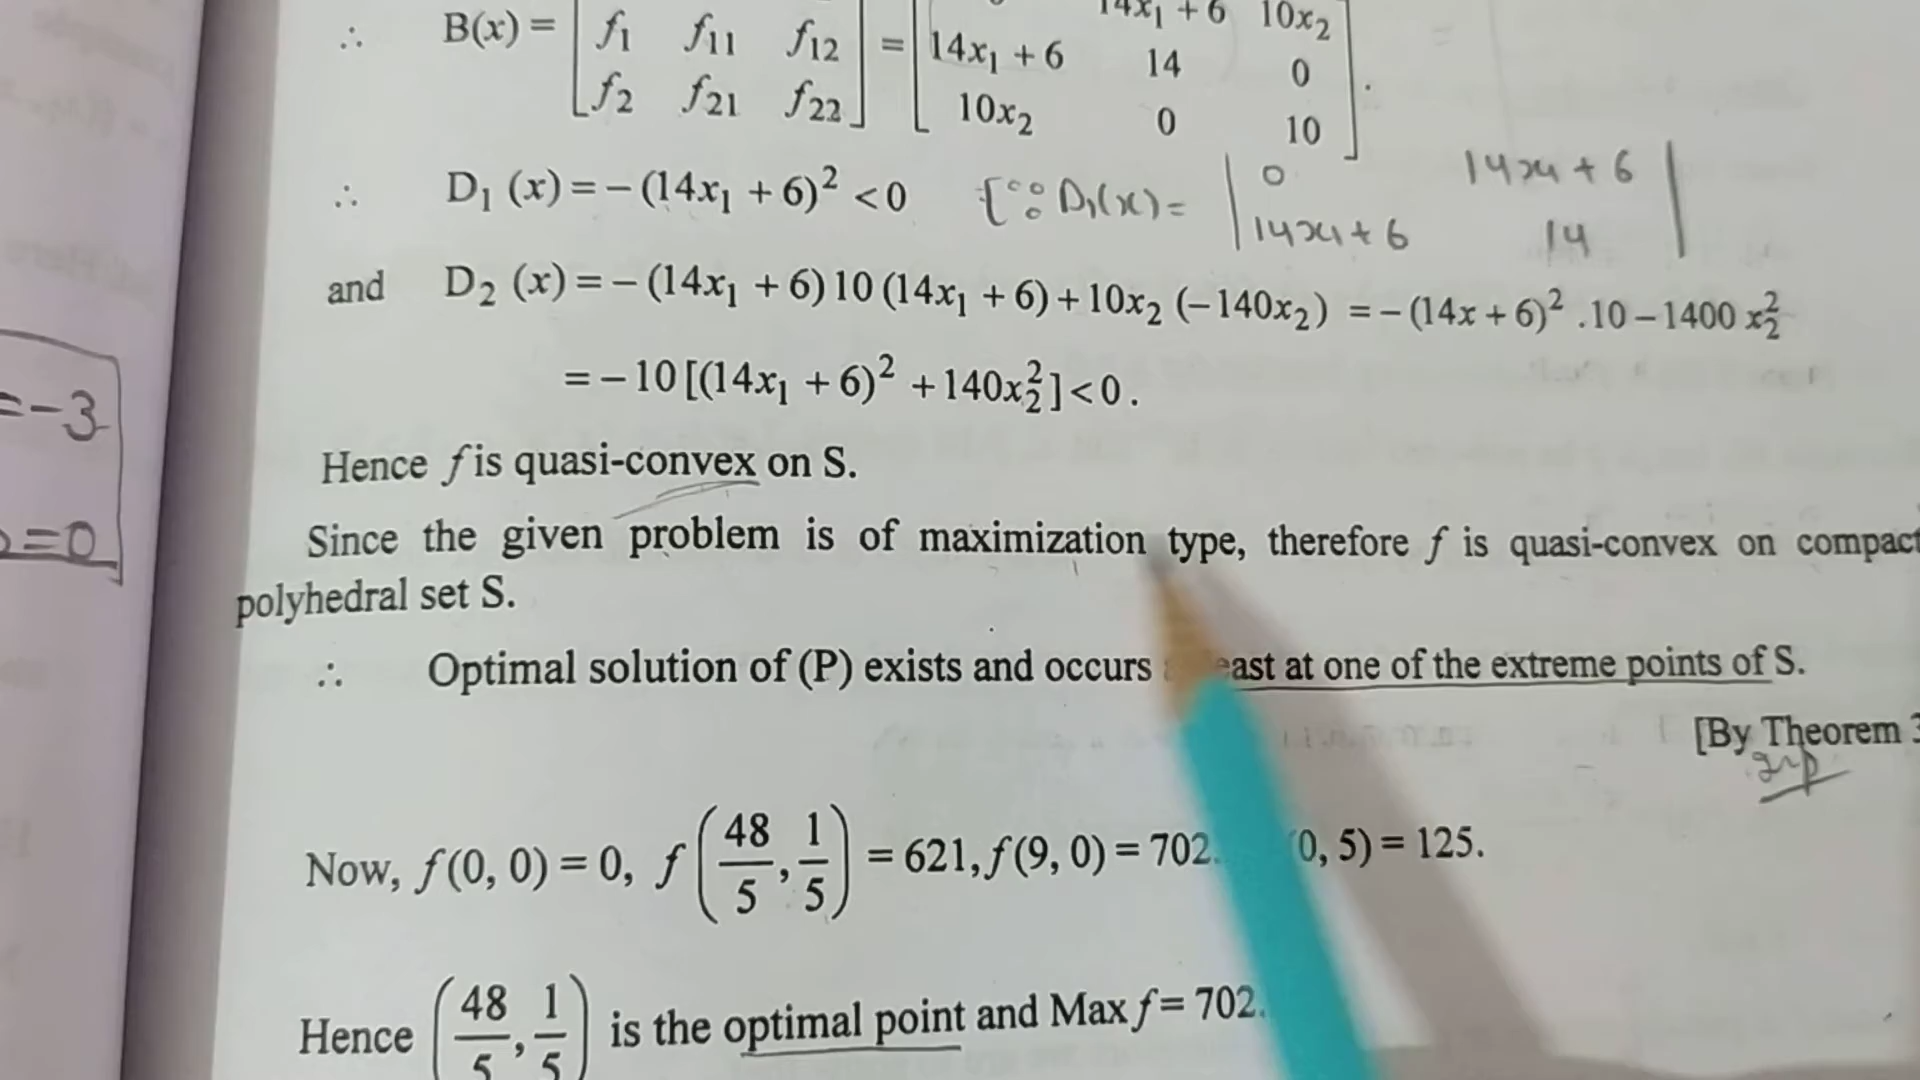 14x₁ + 6 10x₂
∴ B(x) = [ f₁ f₁₁ f₁₂ = 14x₁ + 6 14 0
f₂ f₂₁ f₂₂ ] 10x₂ 0 10 ] .
∴ D₁ (x) = – (14x₁ + 6)² < 0 [∵ D₁(x) = | 0 14x₁ + 6 |
14x₁ + 6 14
and D₂ (x) = – (14x₁ + 6) 10 (14x₁ + 6) + 10x₂ (– 140x₂) = – (14x + 6)² . 10 – 1400 x₂²
= – 10 [(14x₁ + 6)² + 140x₂²] < 0 .
= – 3
Hence f is quasi-convex on S.
= 0
Since the given problem is of maximization type, therefore f is quasi-convex on compact
polyhedral set S.
∴ Optimal solution of (P) exists and occurs east at one of the extreme points of S.
[By Theorem 3
Now, f(0, 0) = 0, f(48/5, 1/5) = 621, f(9, 0) = 702. (0, 5) = 125.
Hence (48/5, 1/5) is the optimal point and Max f = 702.